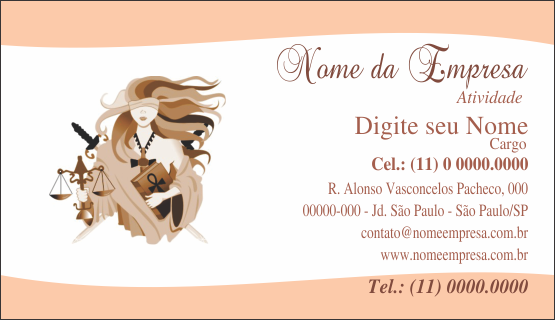 Nome da Empresa
Atividade
Digite seu Nome
Cargo
Cel.: (11) 0 0000.0000
R. Alonso Vasconcelos Pacheco, 000
00000-000 - Jd. São Paulo - São Paulo/SP
contato@nomeempresa.com.br
www.nomeempresa.com.br
Tel.: (11) 0000.0000